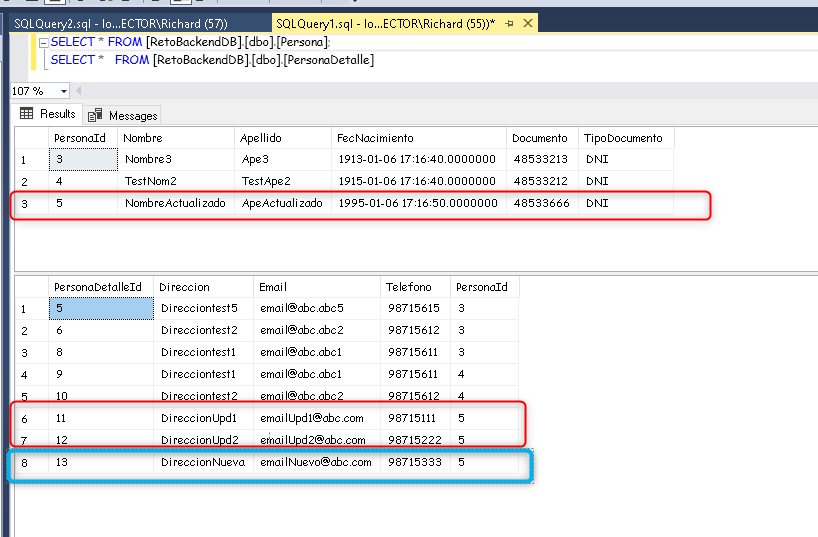 SQLQuery2.sql - lo...ECTOR\Richard (57))
SQLQuery1.sql - lo...ECTOR\Richard (55))*
SELECT * FROM [RetoBackendDB].[dbo].[Persona];
SELECT * FROM [RetoBackendDB].[dbo].[PersonaDetalle]
107 %
Results Messages
PersonaId Nombre Apellido FecNacimiento Documento TipoDocumento
1 3 Nombre3 Ape3 1913-01-06 17:16:40.0000000 48533213 DNI
2 4 TestNom2 TestApe2 1915-01-06 17:16:40.0000000 48533212 DNI
3 5 NombreActualizado ApeActualizado 1995-01-06 17:16:50.0000000 48533666 DNI
PersonaDetalleId Direccion Email Telefono PersonaId
1 5 Direcciontest5 email@abc.abc5 98715615 3
2 6 Direcciontest2 email@abc.abc2 98715612 3
3 8 Direcciontest1 email@abc.abc1 98715611 3
4 9 Direcciontest1 email@abc.abc1 98715611 4
5 10 Direcciontest2 email@abc.abc2 98715612 4
6 11 DireccionUpd1 emailUpd1@abc.com 98715111 5
7 12 DireccionUpd2 emailUpd2@abc.com 98715222 5
8 13 DireccionNueva emailNuevo@abc.com 98715333 5